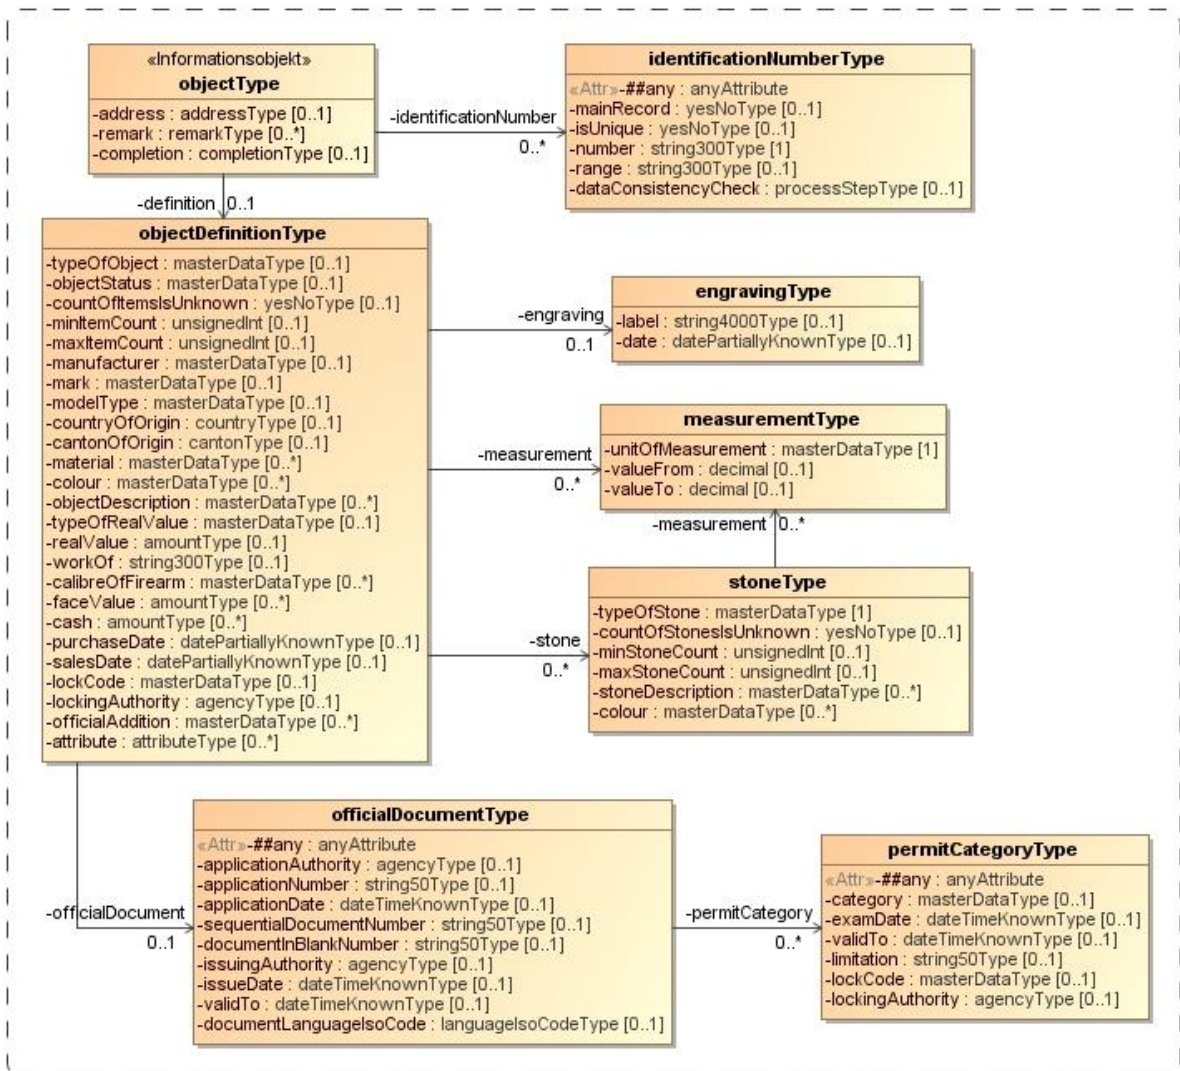 «Informationsobjekt»
objectType
-address : addressType [0..1]
-remark : remarkType [0..*]
-completion : completionType [0..1]
-identificationNumber
0..*
identificationNumberType
«Attr»-##any : anyAttribute
-mainRecord : yesNoType [0..1]
-isUnique : yesNoType [0..1]
-number : string300Type [1]
-range : string300Type [0..1]
-dataConsistencyCheck : processStepType [0..1]
-definition 0..1
objectDefinitionType
-typeOfObject : masterDataType [0..1]
-objectStatus : masterDataType [0..1]
-countOfItemsIsUnknown : yesNoType [0..1]
-minItemCount : unsignedInt [0..1]
-maxItemCount : unsignedInt [0..1]
-manufacturer : masterDataType [0..1]
-mark : masterDataType [0..1]
-modelType : masterDataType [0..1]
-countryOfOrigin : countryType [0..1]
-cantonOfOrigin : cantonType [0..1]
-material : masterDataType [0..*]
-colour : masterDataType [0..*]
-objectDescription : masterDataType [0..*]
-typeOfRealValue : masterDataType [0..1]
-realValue : amountType [0..1]
-workOf : string300Type [0..1]
-calibreOfFirearm : masterDataType [0..*]
-faceValue : amountType [0..*]
-cash : amountType [0..*]
-purchaseDate : datePartiallyKnownType [0..1]
-salesDate : datePartiallyKnownType [0..1]
-lockCode : masterDataType [0..1]
-lockingAuthority : agencyType [0..1]
-officialAddition : masterDataType [0..*]
-attribute : attributeType [0..*]
-engraving
0..1
engravingType
-label : string4000Type [0..1]
-date : datePartiallyKnownType [0..1]
-measurement
0..*
measurementType
-unitOfMeasurement : masterDataType [1]
-valueFrom : decimal [0..1]
-valueTo : decimal [0..1]
-measurement 0..*
-stone
0..*
stoneType
-typeOfStone : masterDataType [1]
-countOfStonesIsUnknown : yesNoType [0..1]
-minStoneCount : unsignedInt [0..1]
-maxStoneCount : unsignedInt [0..1]
-stoneDescription : masterDataType [0..*]
-colour : masterDataType [0..*]
-officialDocument
0..1
officialDocumentType
«Attr»-##any : anyAttribute
-applicationAuthority : agencyType [0..1]
-applicationNumber : string50Type [0..1]
-applicationDate : dateTimeKnownType [0..1]
-sequentialDocumentNumber : string50Type [0..1]
-documentInBlankNumber : string50Type [0..1]
-issuingAuthority : agencyType [0..1]
-issueDate : dateTimeKnownType [0..1]
-validTo : dateTimeKnownType [0..1]
-documentLanguageIsoCode : languageIsoCodeType [0..1]
-permitCategory
0..*
permitCategoryType
«Attr»-##any : anyAttribute
-category : masterDataType [0..1]
-examDate : dateTimeKnownType [0..1]
-validTo : dateTimeKnownType [0..1]
-limitation : string50Type [0..1]
-lockCode : masterDataType [0..1]
-lockingAuthority : agencyType [0..1]